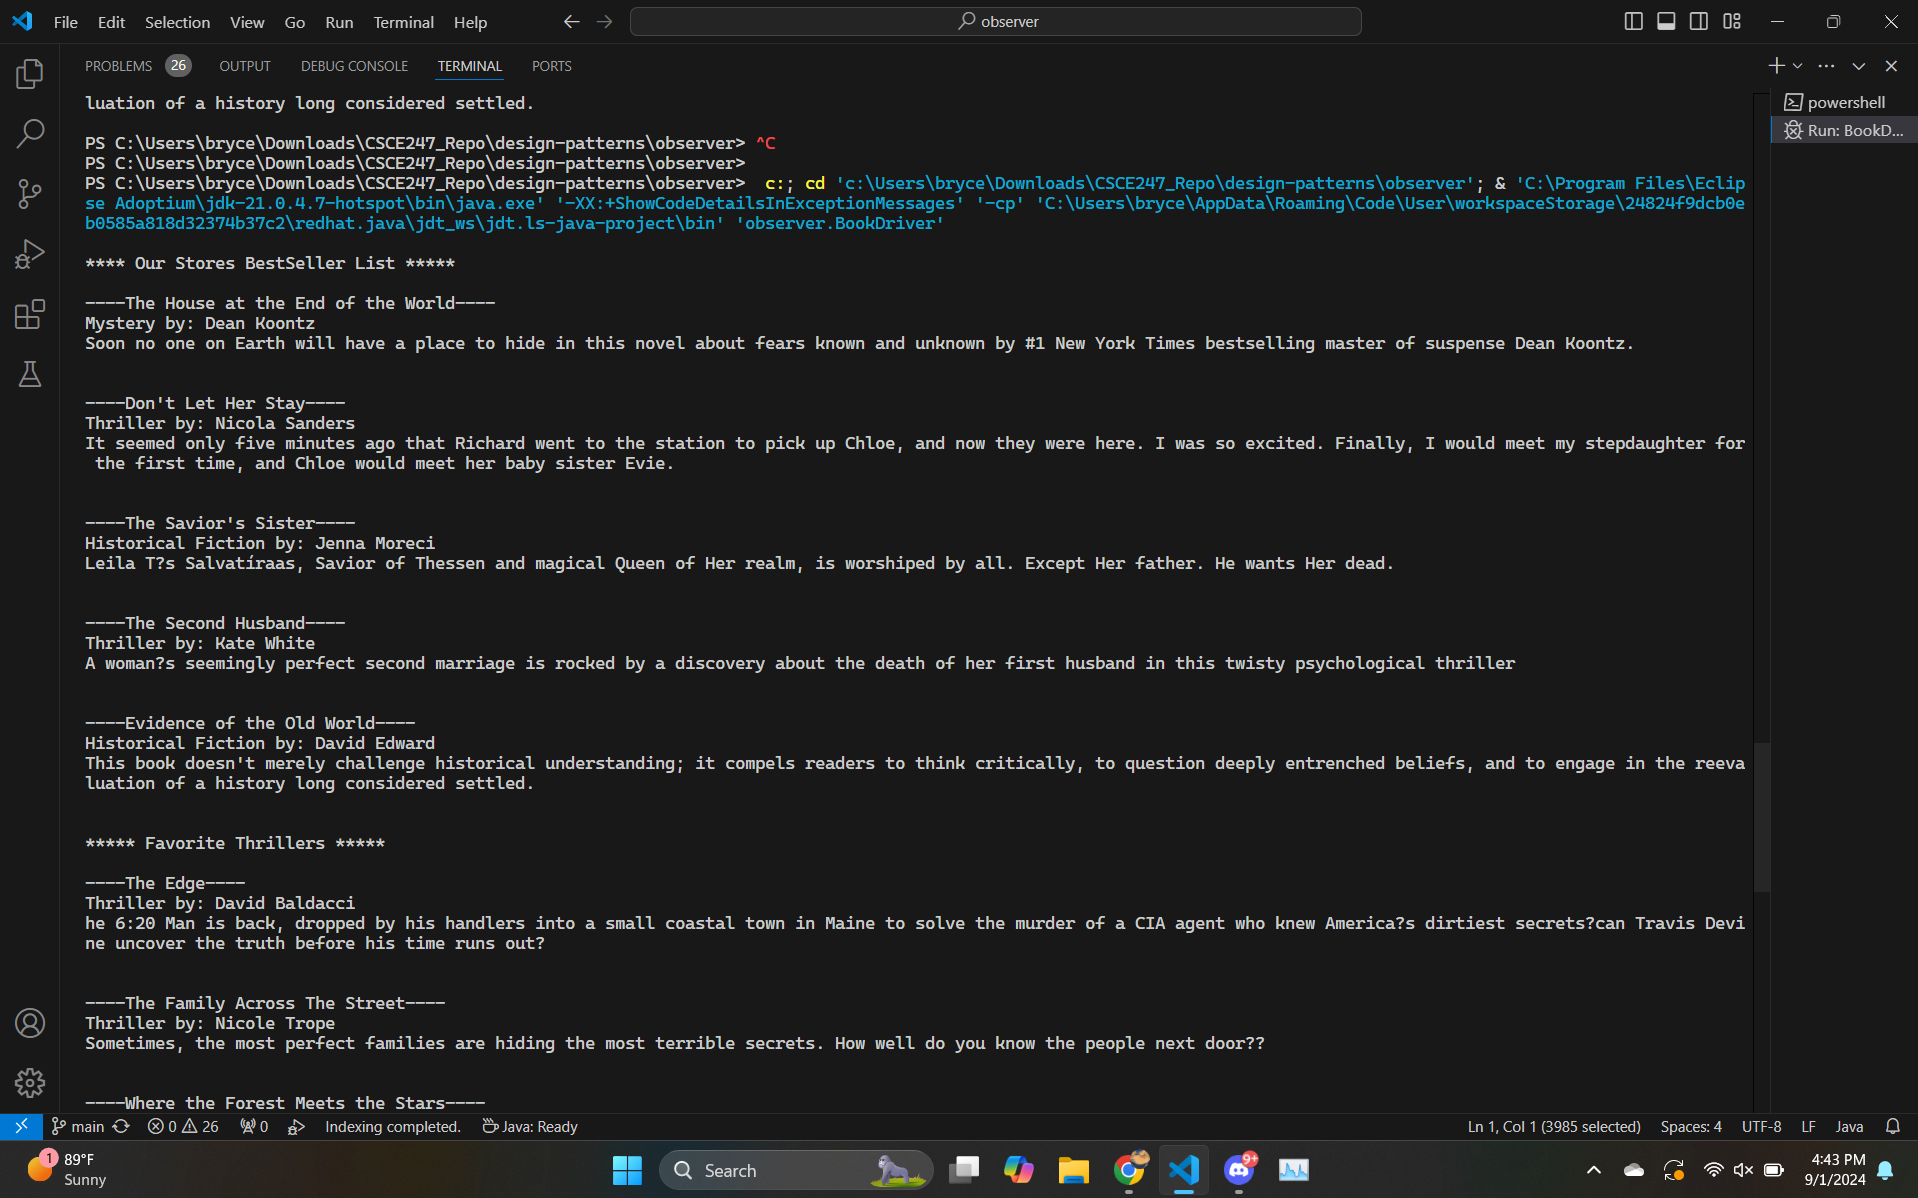 File Edit Selection View Go Run Terminal Help
observer
PROBLEMS 26 OUTPUT DEBUG CONSOLE TERMINAL PORTS
powershell
Run: BookD...
luation of a history long considered settled.
PS C:\Users\bryce\Downloads\CSCE247_Repo\design-patterns\observer> ^C
PS C:\Users\bryce\Downloads\CSCE247_Repo\design-patterns\observer>
PS C:\Users\bryce\Downloads\CSCE247_Repo\design-patterns\observer>  c:; cd 'c:\Users\bryce\Downloads\CSCE247_Repo\design-patterns\observer'; & 'C:\Program Files\Eclip
se Adoptium\jdk-21.0.4.7-hotspot\bin\java.exe' '-XX:+ShowCodeDetailsInExceptionMessages' '-cp' 'C:\Users\bryce\AppData\Roaming\Code\User\workspaceStorage\24824f9dcb0e
b0585a818d32374b37c2\redhat.java\jdt_ws\jdt.ls-java-project\bin' 'observer.BookDriver'
**** Our Stores BestSeller List *****
----The House at the End of the World----
Mystery by: Dean Koontz
Soon no one on Earth will have a place to hide in this novel about fears known and unknown by #1 New York Times bestselling master of suspense Dean Koontz.
----Don't Let Her Stay----
Thriller by: Nicola Sanders
It seemed only five minutes ago that Richard went to the station to pick up Chloe, and now they were here. I was so excited. Finally, I would meet my stepdaughter for
 the first time, and Chloe would meet her baby sister Evie.
----The Savior's Sister----
Historical Fiction by: Jenna Moreci
Leila T?s Salvatíraas, Savior of Thessen and magical Queen of Her realm, is worshiped by all. Except Her father. He wants Her dead.
----The Second Husband----
Thriller by: Kate White
A woman?s seemingly perfect second marriage is rocked by a discovery about the death of her first husband in this twisty psychological thriller
----Evidence of the Old World----
Historical Fiction by: David Edward
This book doesn't merely challenge historical understanding; it compels readers to think critically, to question deeply entrenched beliefs, and to engage in the reeva
luation of a history long considered settled.
***** Favorite Thrillers *****
----The Edge----
Thriller by: David Baldacci
he 6:20 Man is back, dropped by his handlers into a small coastal town in Maine to solve the murder of a CIA agent who knew America?s dirtiest secrets?can Travis Devi
ne uncover the truth before his time runs out?
----The Family Across The Street----
Thriller by: Nicole Trope
Sometimes, the most perfect families are hiding the most terrible secrets. How well do you know the people next door??
----Where the Forest Meets the Stars----
main 0 26 0 Indexing completed. Java: Ready Ln 1, Col 1 (3985 selected) Spaces: 4 UTF-8 LF Java
1 89°F
Sunny
Search
9+
4:43 PM
9/1/2024